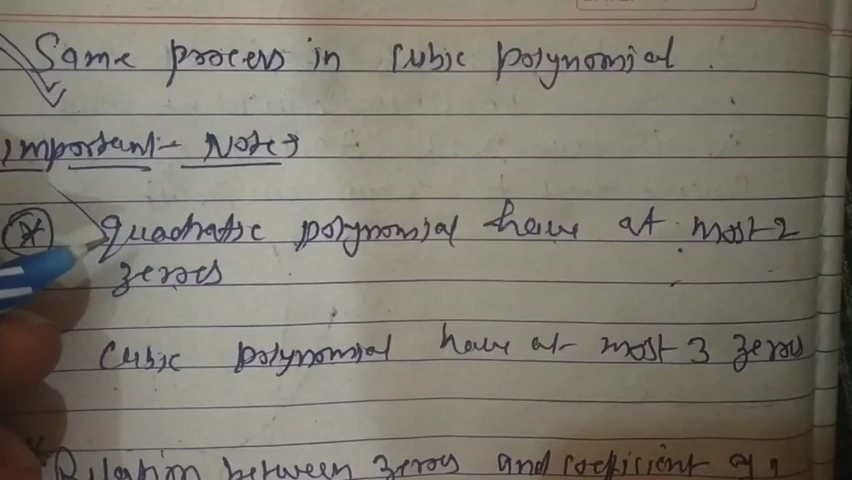 Same process in cubic polynomial.
Important Note
quadratic polynomial have at most 2
zeroes
cubic polynomial have at most 3 zeros
Relation between zeros and coefficient of a